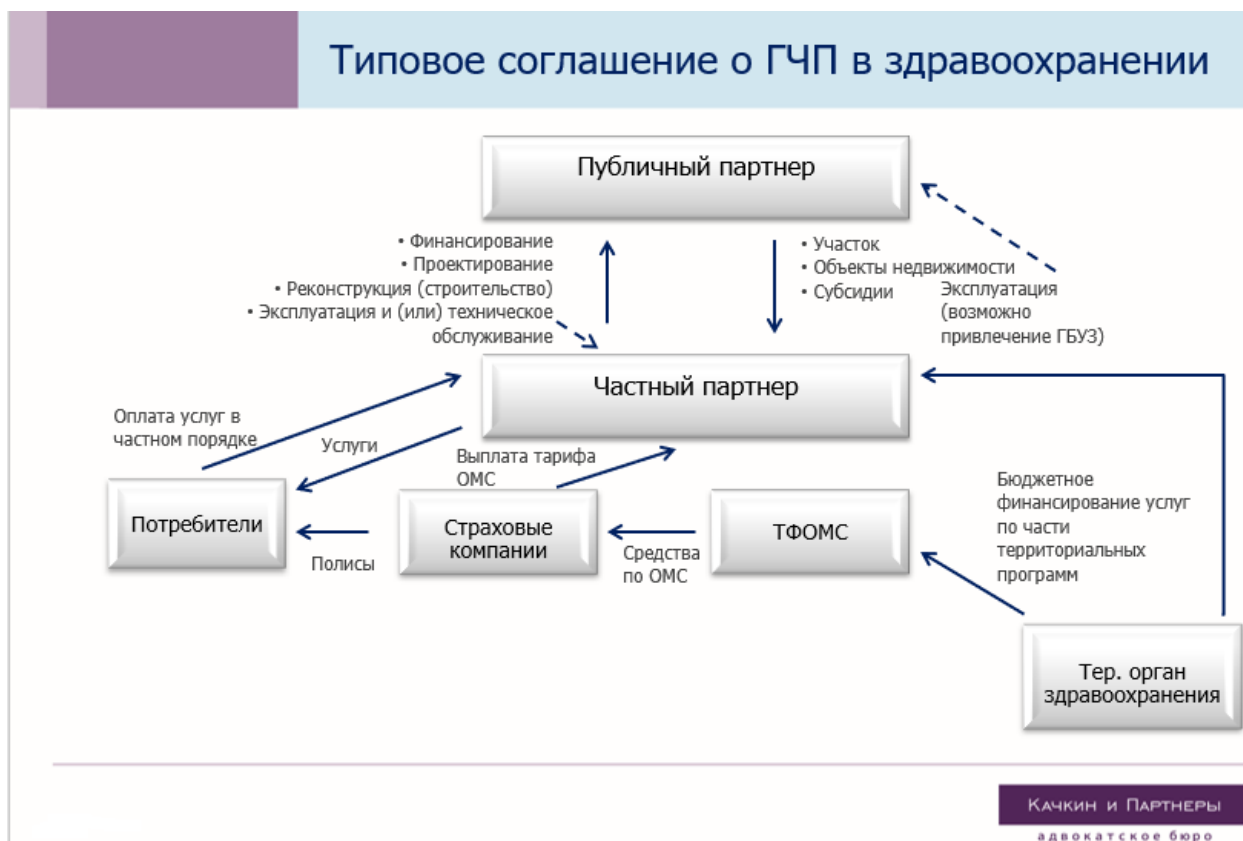 Типовое соглашение о ГЧП в здравоохранении
Публичный партнер
• Финансирование
• Проектирование
• Реконструкция (строительство)
• Эксплуатация и (или) техническое
обслуживание
• Участок
• Объекты недвижимости
• Субсидии
Эксплуатация
(возможно
привлечение ГБУЗ)
Частный партнер
Оплата услуг в
частном порядке
Услуги
Выплата тарифа
ОМС
Потребители
Полисы
Страховые
компании
Средства
по ОМС
ТФОМС
Бюджетное
финансирование услуг
по части
территориальных
программ
Тер. орган
здравоохранения
Качкин и Партнеры
адвокатское бюро